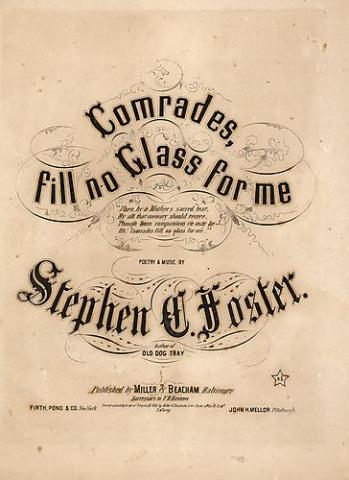 Comrades,
fill no Glass for me
"Then, by a Mother's sacred tear,
By all that memory should revere,
Though boon companions ye may be
Oh! Comrades fill no glass for me."
POETRY & MUSIC BY
Stephen C. Foster.
Author of
OLD DOG TRAY
Published by MILLER & BEACHAM, Baltimore
Successors to F.D. Benteen
FIRTH, POND & CO. New York
JOHN H. MELLOR Pittsburgh.